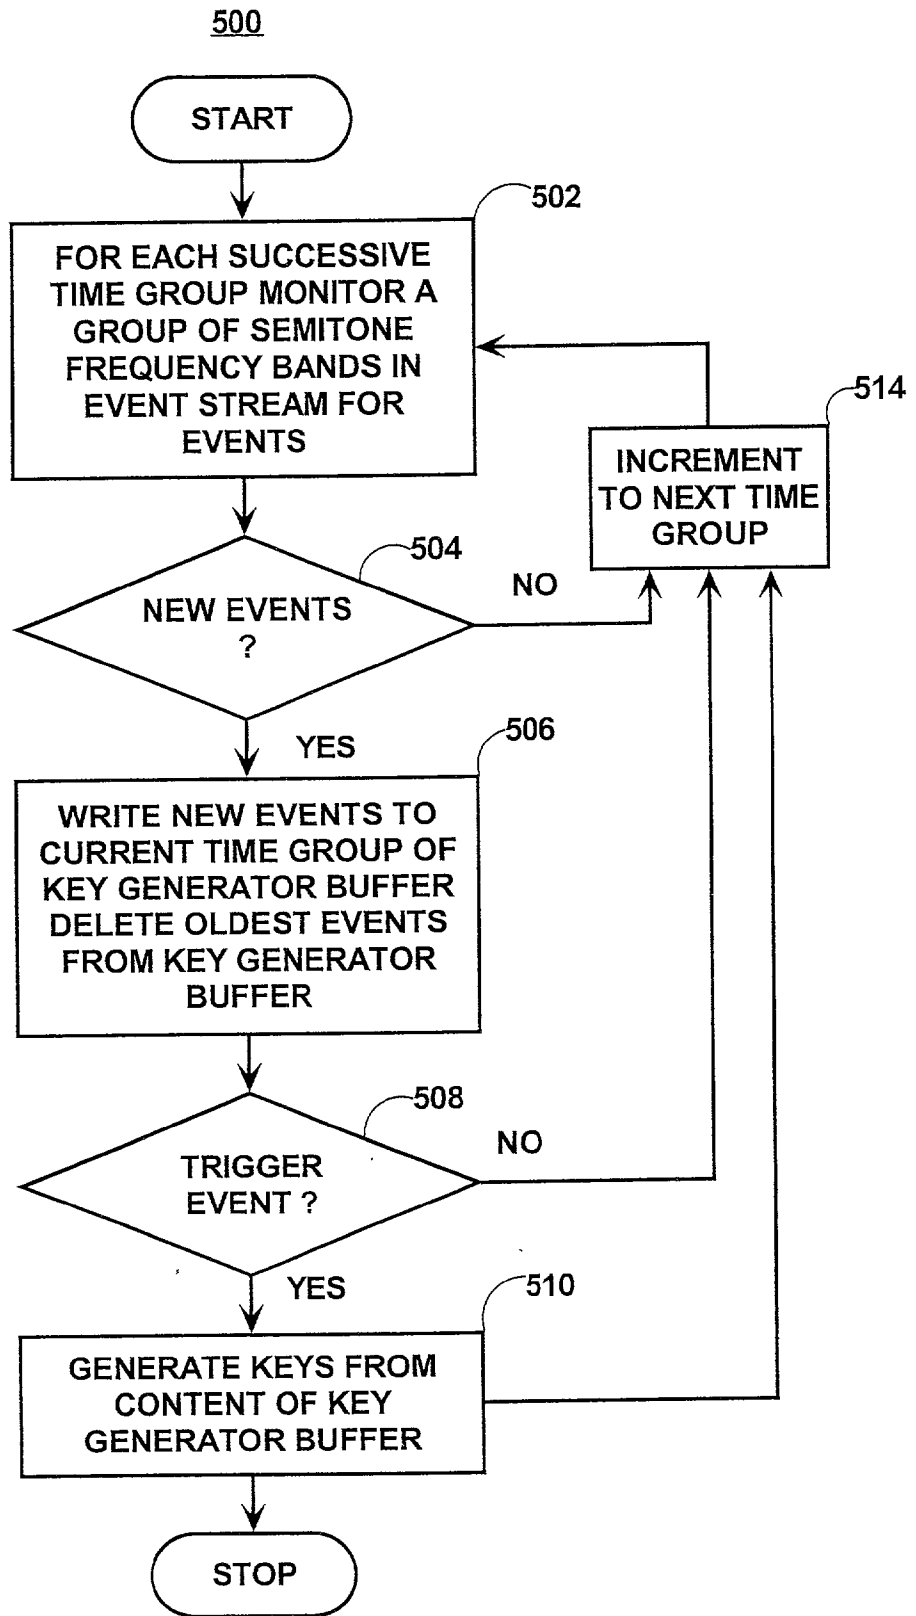 500
START
502
FOR EACH SUCCESSIVE
TIME GROUP MONITOR A
GROUP OF SEMITONE
FREQUENCY BANDS IN
EVENT STREAM FOR
EVENTS
514
INCREMENT
TO NEXT TIME
GROUP
504
NEW EVENTS
?
NO
YES
506
WRITE NEW EVENTS TO
CURRENT TIME GROUP OF
KEY GENERATOR BUFFER
DELETE OLDEST EVENTS
FROM KEY GENERATOR
BUFFER
508
TRIGGER
EVENT ?
NO
YES
510
GENERATE KEYS FROM
CONTENT OF KEY
GENERATOR BUFFER
STOP